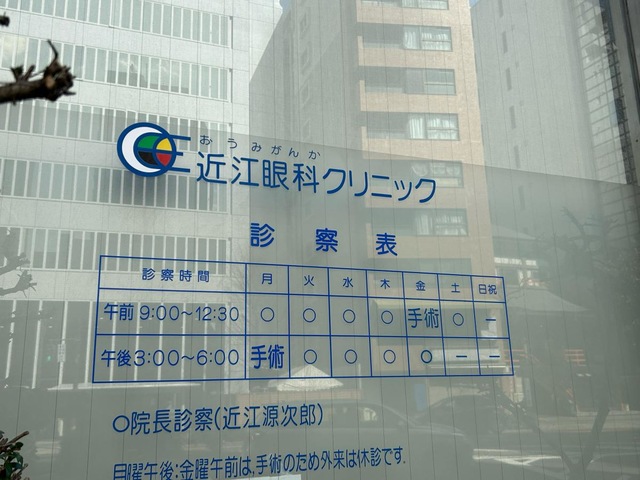 おうみがんか
近江眼科クリニック
診察表
診察時間 月 火 水 木 金 土 日祝
午前 9:00～12:30 ○ ○ ○ ○ 手術 ○ ー
午後3:00～6:00 手術 ○ ○ ○ ○ ー ー
○院長診察(近江源次郎)
月曜午後・金曜午前は、手術のため外来は休診です.